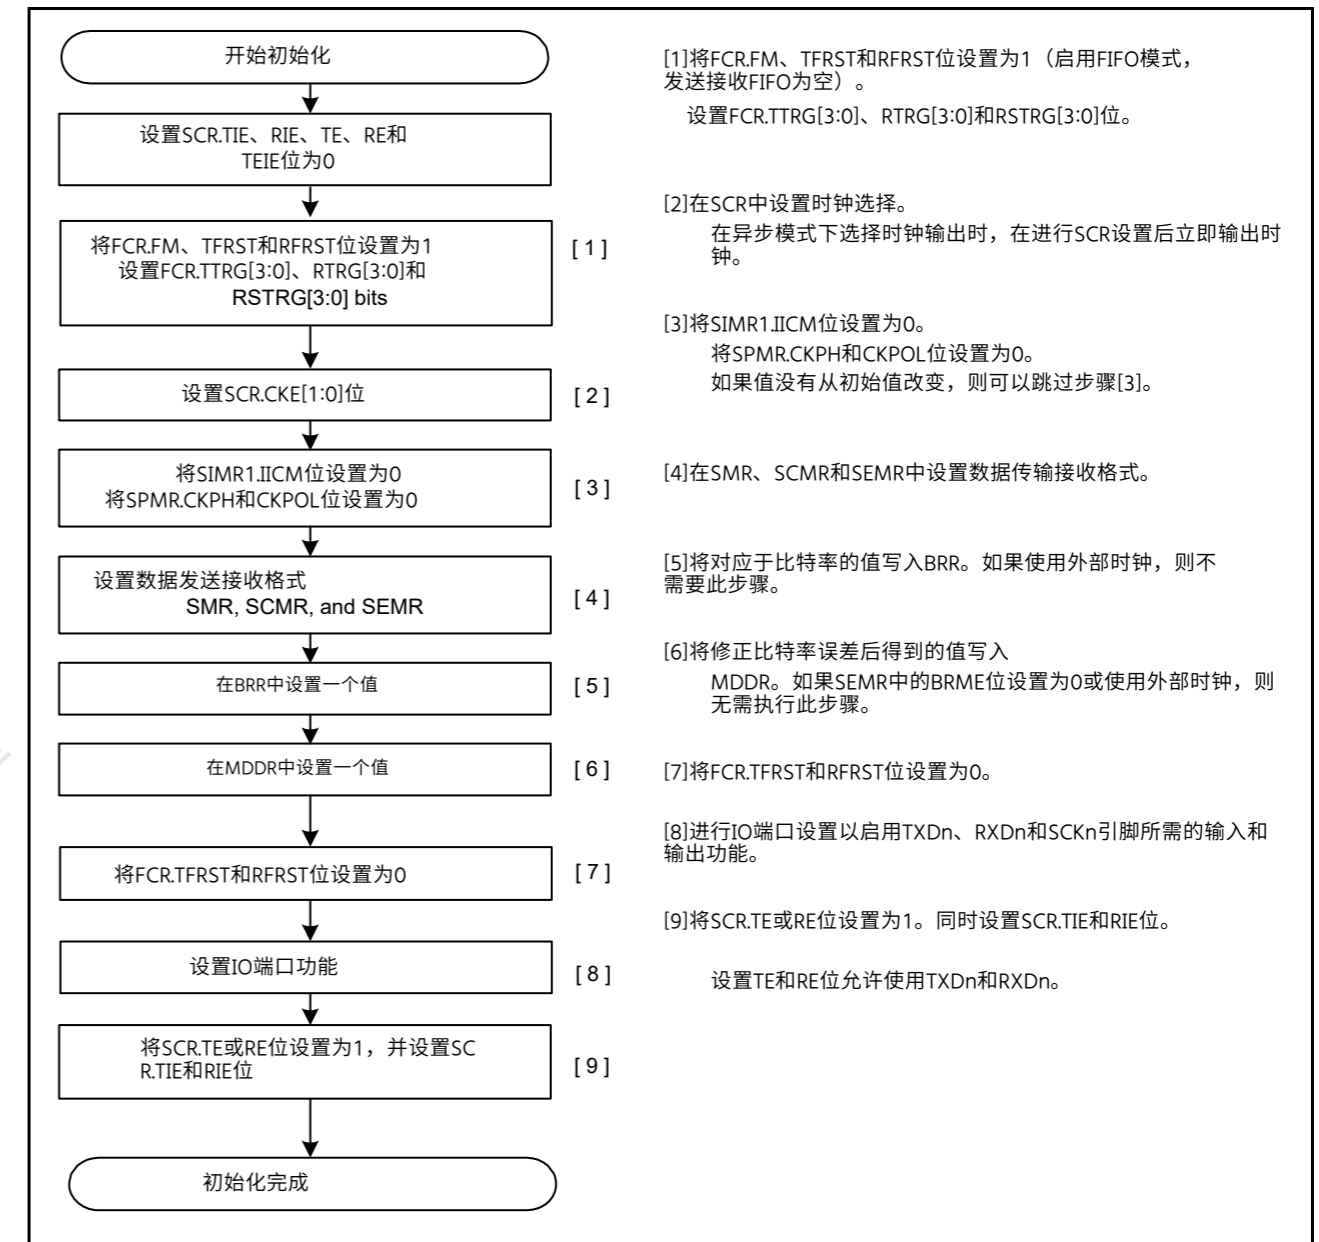 开始初始化
设置SCR.TIE、RIE、TE、RE和
TEIE位为0
将FCR.FM、TFRST和RFRST位设置为1
设置FCR.TTRG[3:0]、RTRG[3:0]和
RSTRG[3:0] bits
[ 1 ]
设置SCR.CKE[1:0]位
[ 2 ]
将SIMR1.IICM位设置为0
将SPMR.CKPH和CKPOL位设置为0
[ 3 ]
设置数据发送接收格式
SMR, SCMR, and SEMR
[ 4 ]
在BRR中设置一个值
[ 5 ]
在MDDR中设置一个值
[ 6 ]
将FCR.TFRST和RFRST位设置为0
[ 7 ]
设置IO端口功能
[ 8 ]
将SCR.TE或RE位设置为1，并设置SC
R.TIE和RIE位
[ 9 ]
初始化完成
[1]将FCR.FM、TFRST和RFRST位设置为1（启用FIFO模式，
发送接收FIFO为空）。
设置FCR.TTRG[3:0]、RTRG[3:0]和RSTRG[3:0]位。
[2]在SCR中设置时钟选择。
在异步模式下选择时钟输出时，在进行SCR设置后立即输出时
钟。
[3]将SIMR1.IICM位设置为0。
将SPMR.CKPH和CKPOL位设置为0。
如果值没有从初始值改变，则可以跳过步骤[3]。
[4]在SMR、SCMR和SEMR中设置数据传输接收格式。
[5]将对应于比特率的值写入BRR。如果使用外部时钟，则不
需要此步骤。
[6]将修正比特率误差后得到的值写入
MDDR。如果SEMR中的BRME位设置为0或使用外部时钟，则
无需执行此步骤。
[7]将FCR.TFRST和RFRST位设置为0。
[8]进行IO端口设置以启用TXDn、RXDn和SCKn引脚所需的输入和
输出功能。
[9]将SCR.TE或RE位设置为1。同时设置SCR.TIE和RIE位。
设置TE和RE位允许使用TXDn和RXDn。